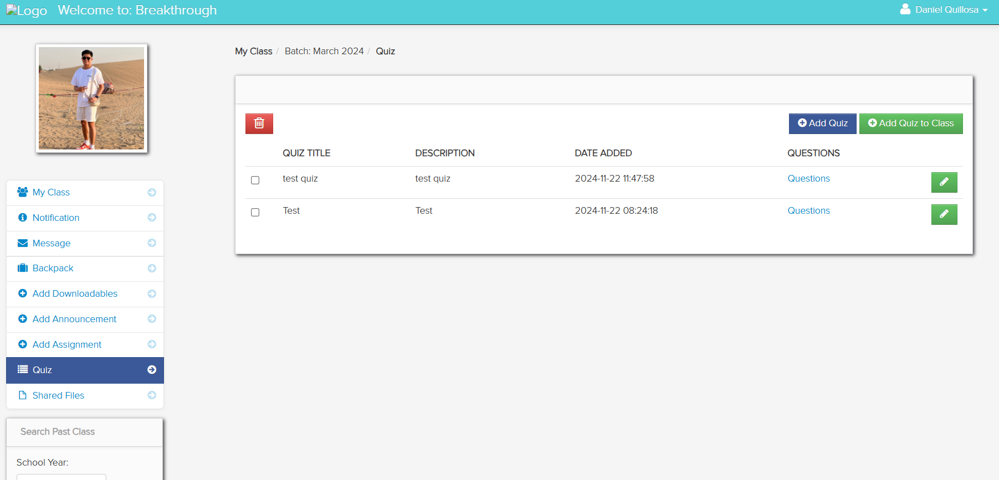 Logo Welcome to: Breakthrough
Daniel Quillosa
My Class / Batch: March 2024 / Quiz
Add Quiz
Add Quiz to Class
QUIZ TITLE DESCRIPTION DATE ADDED QUESTIONS
test quiz test quiz 2024-11-22 11:47:58 Questions
Test Test 2024-11-22 08:24:18 Questions
My Class
Notification
Message
Backpack
Add Downloadables
Add Announcement
Add Assignment
Quiz
Shared Files
Search Past Class
School Year: